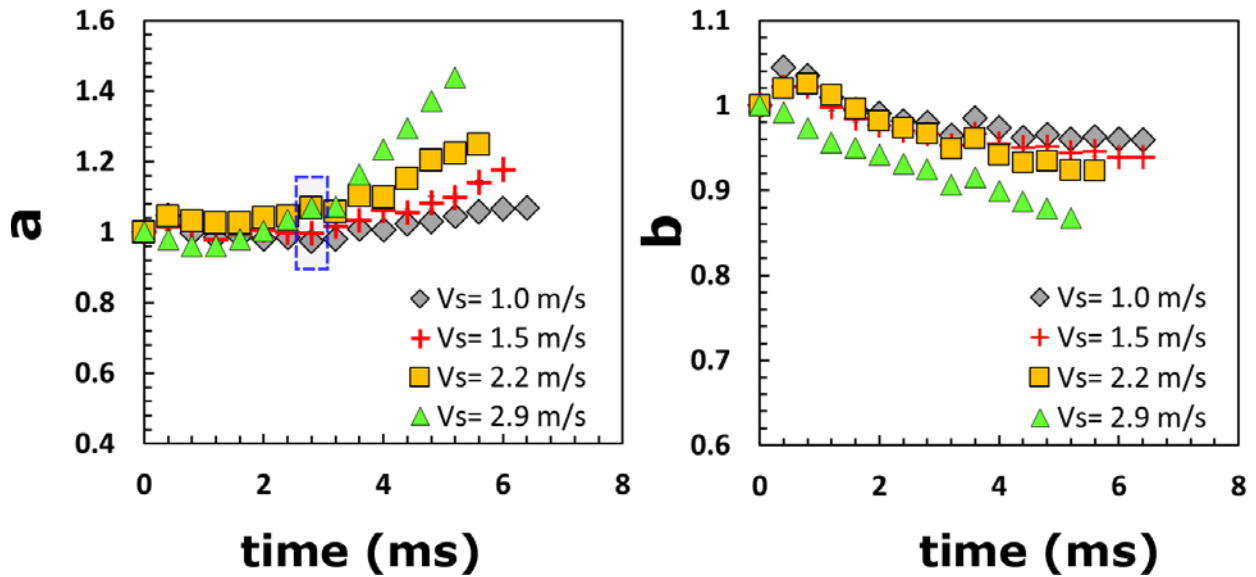 a
1.6
1.4
1.2
1
0.8
0.6
0.4
Vs= 1.0 m/s
Vs= 1.5 m/s
Vs= 2.2 m/s
Vs= 2.9 m/s
0 2 4 6 8
time (ms)
b
1.1
1
0.9
0.8
0.7
0.6
Vs= 1.0 m/s
Vs= 1.5 m/s
Vs= 2.2 m/s
Vs= 2.9 m/s
0 2 4 6 8
time (ms)